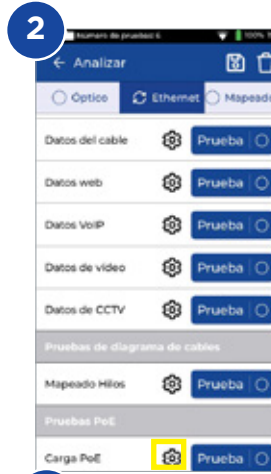 2
Numero de pruebas: 6
100%
← Analizar
Óptico Ethernet Mapeado
Datos del cable Prueba
Datos web Prueba
Datos VoIP Prueba
Datos de vídeo Prueba
Datos de CCTV Prueba
Pruebas de diagrama de cables
Mapeado Hilos Prueba
Pruebas PoE
Carga PoE Prueba